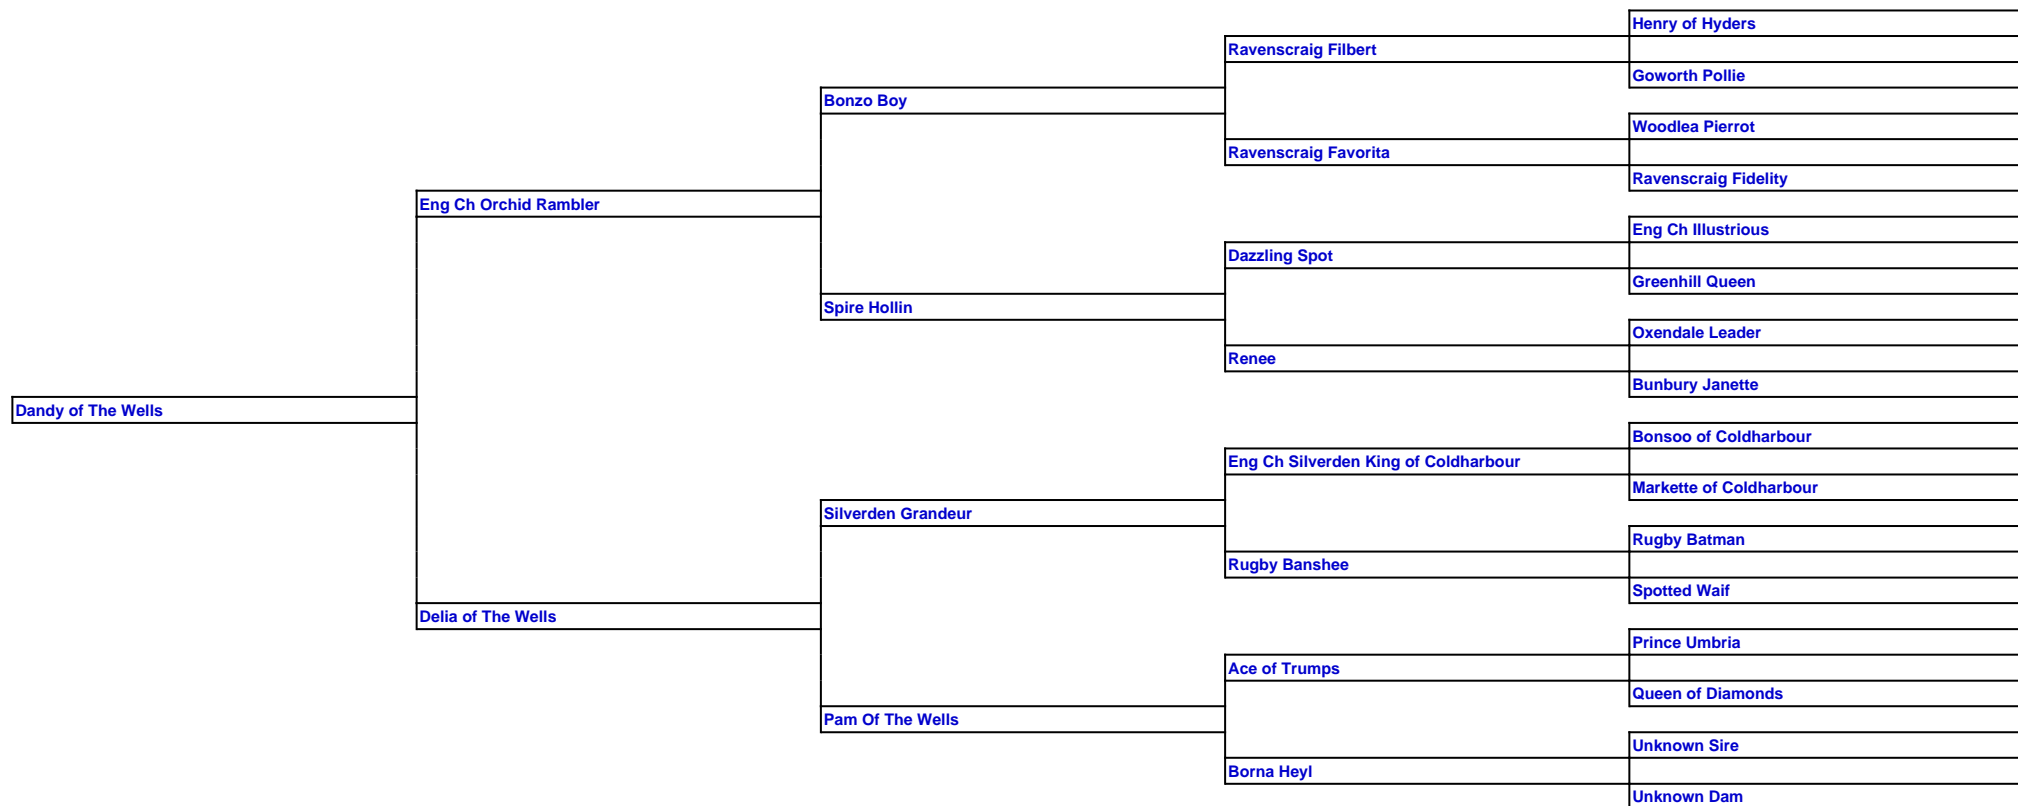 Henry of Hyders
Ravenscraig Filbert
Goworth Pollie
Bonzo Boy
Woodlea Pierrot
Ravenscraig Favorita
Ravenscraig Fidelity
Eng Ch Orchid Rambler
Eng Ch Illustrious
Dazzling Spot
Greenhill Queen
Spire Hollin
Oxendale Leader
Renee
Bunbury Janette
Dandy of The Wells
Bonsoo of Coldharbour
Eng Ch Silverden King of Coldharbour
Markette of Coldharbour
Silverden Grandeur
Rugby Batman
Rugby Banshee
Spotted Waif
Delia of The Wells
Prince Umbria
Ace of Trumps
Queen of Diamonds
Pam Of The Wells
Unknown Sire
Borna Heyl
Unknown Dam